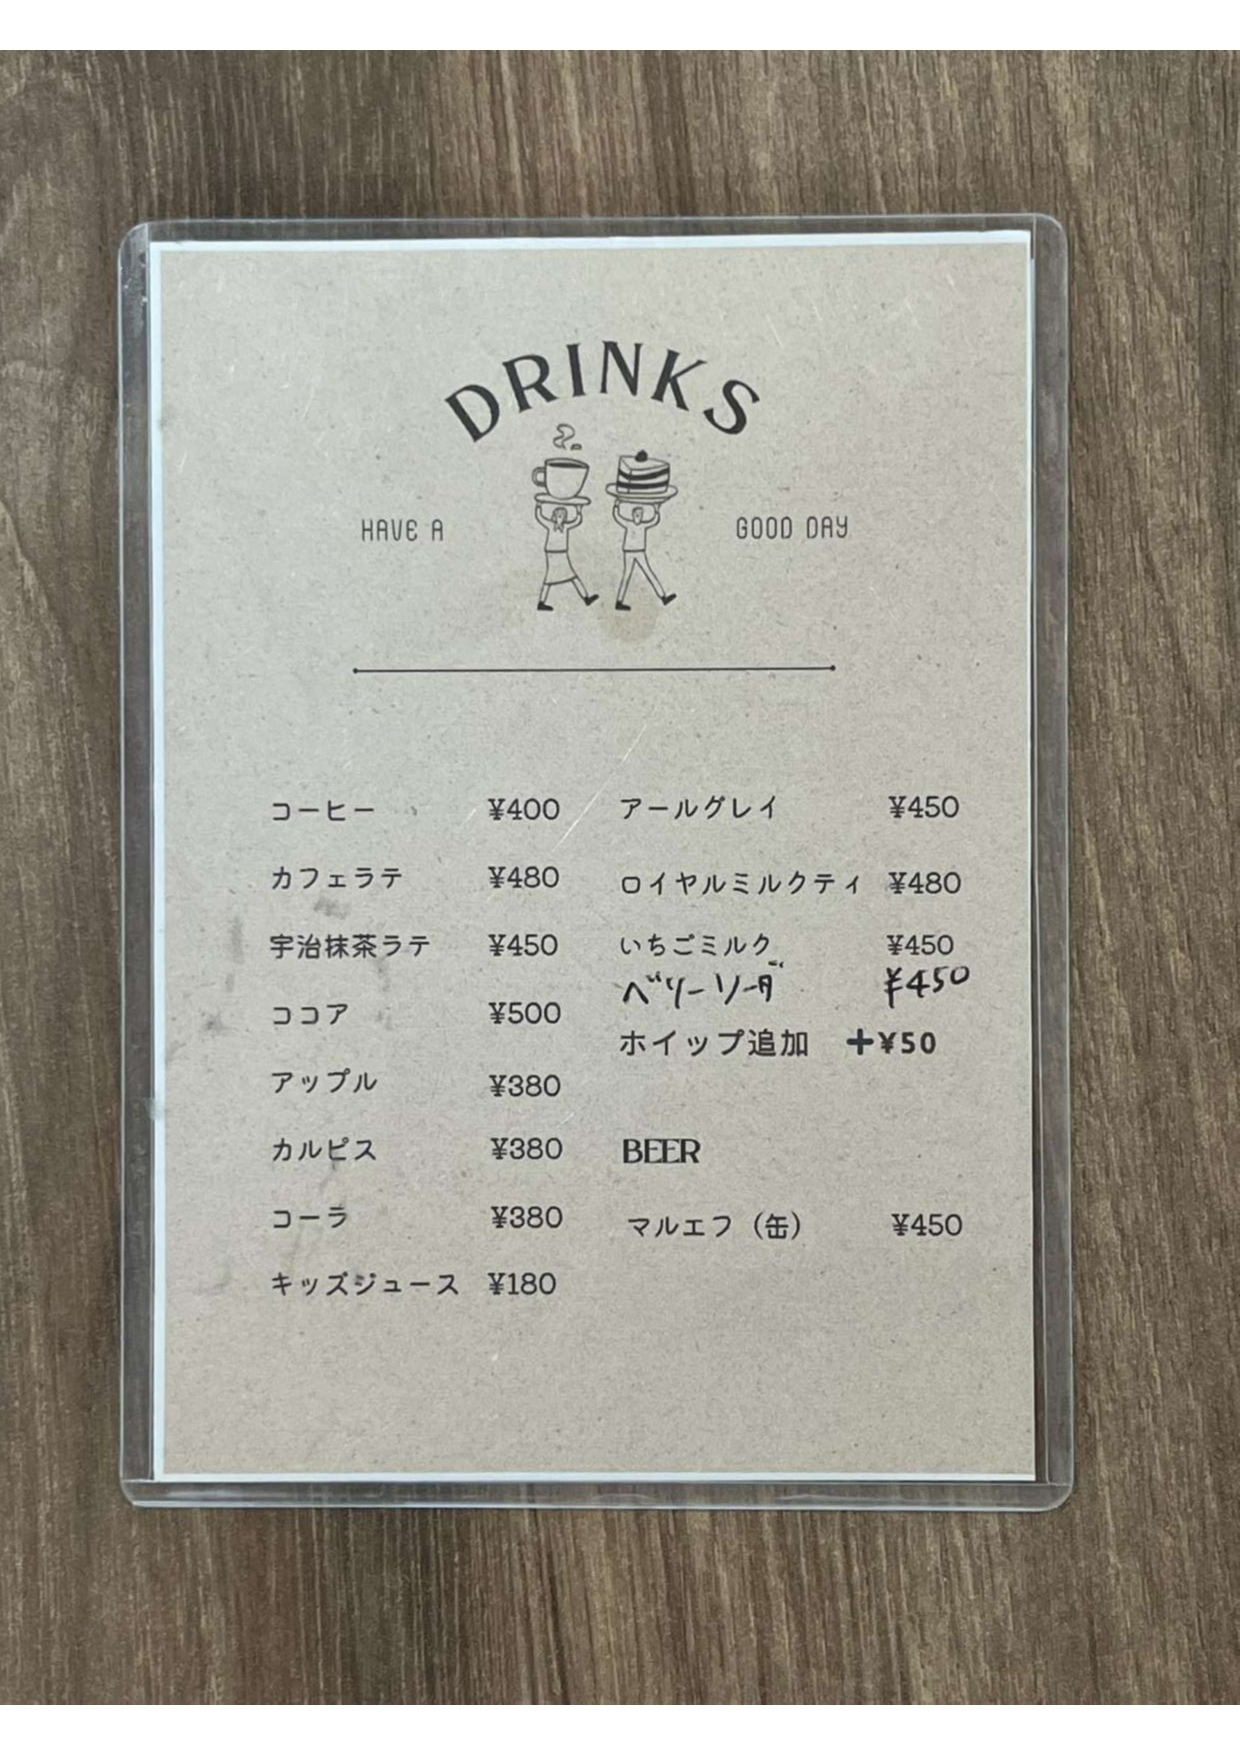 DRINKS
HAVE A GOOD DAY
コーヒー ¥400
カフェラテ ¥480
宇治抹茶ラテ ¥450
ココア ¥500
アップル ¥380
カルピス ¥380
コーラ ¥380
キッズジュース ¥180
アールグレイ ¥450
ロイヤルミルクティ ¥480
いちごミルク ¥450
ベリーソーダ ¥450
ホイップ追加 +¥50
BEER
マルエフ（缶） ¥450